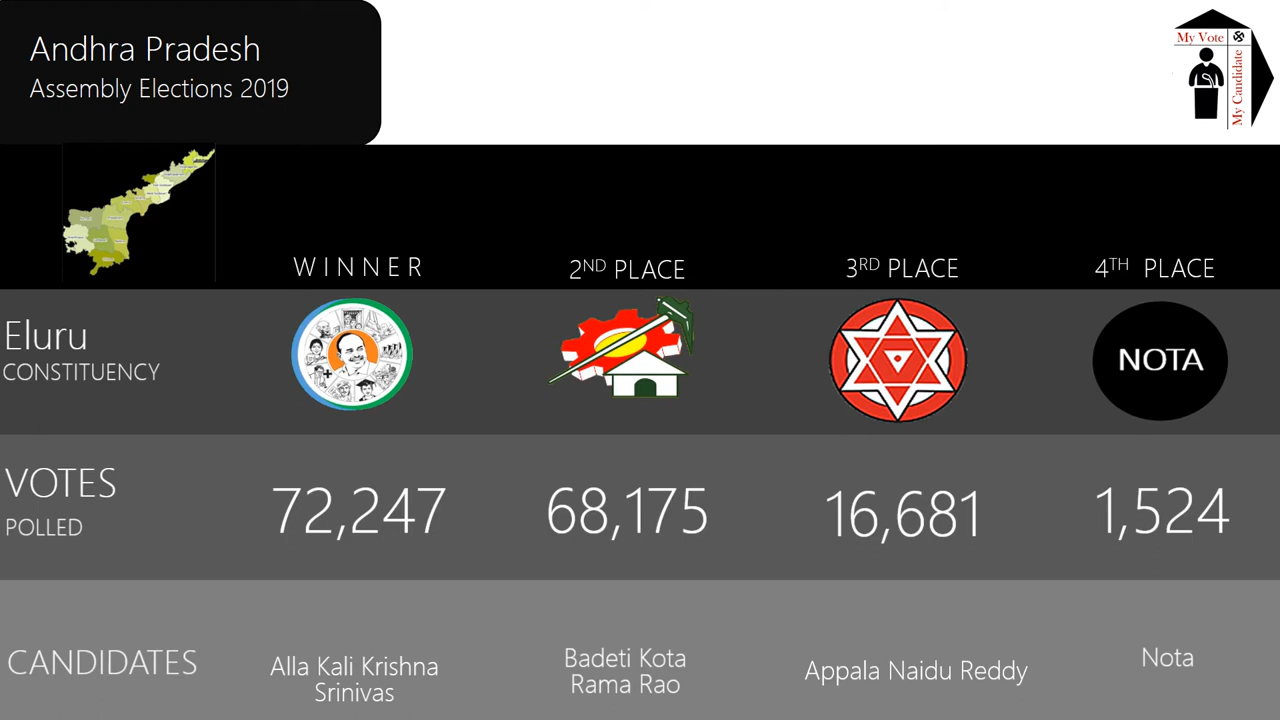 Andhra Pradesh
Assembly Elections 2019
My Vote
My Candidate
WINNER
2ND PLACE
3RD PLACE
4TH PLACE
Eluru
CONSTITUENCY
NOTA
VOTES
POLLED
72,247
68,175
16,681
1,524
CANDIDATES
Alla Kali Krishna
Srinivas
Badeti Kota
Rama Rao
Appala Naidu Reddy
Nota